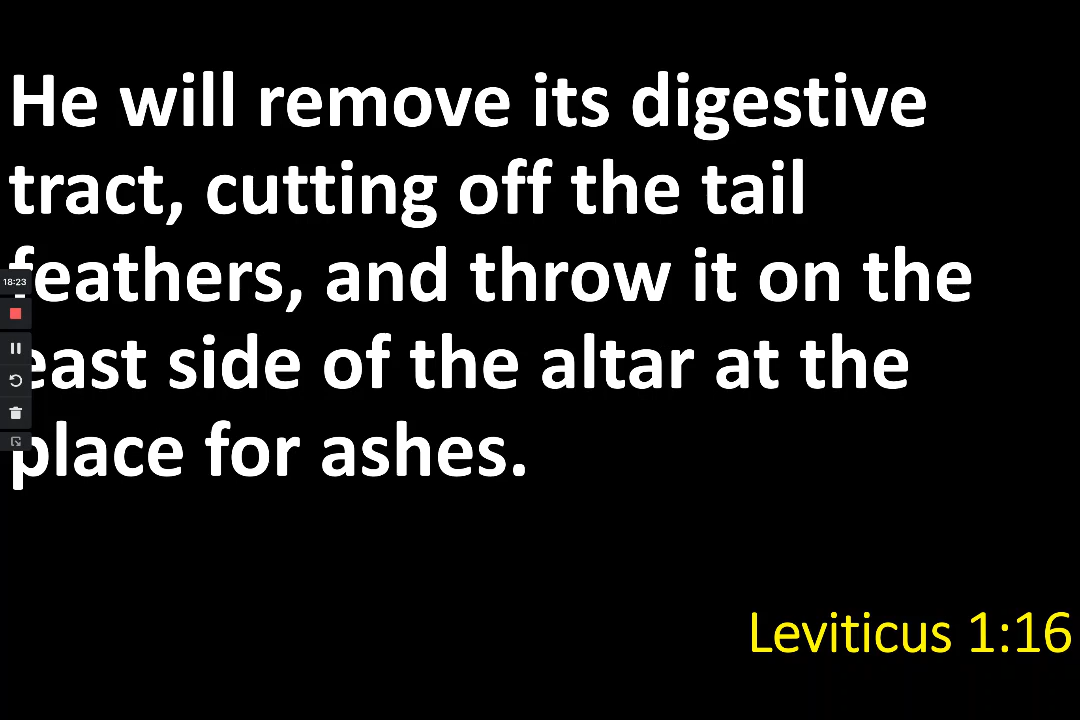 He will remove its digestive
tract, cutting off the tail
feathers, and throw it on the
18:23
east side of the altar at the
place for ashes.
Leviticus 1:16